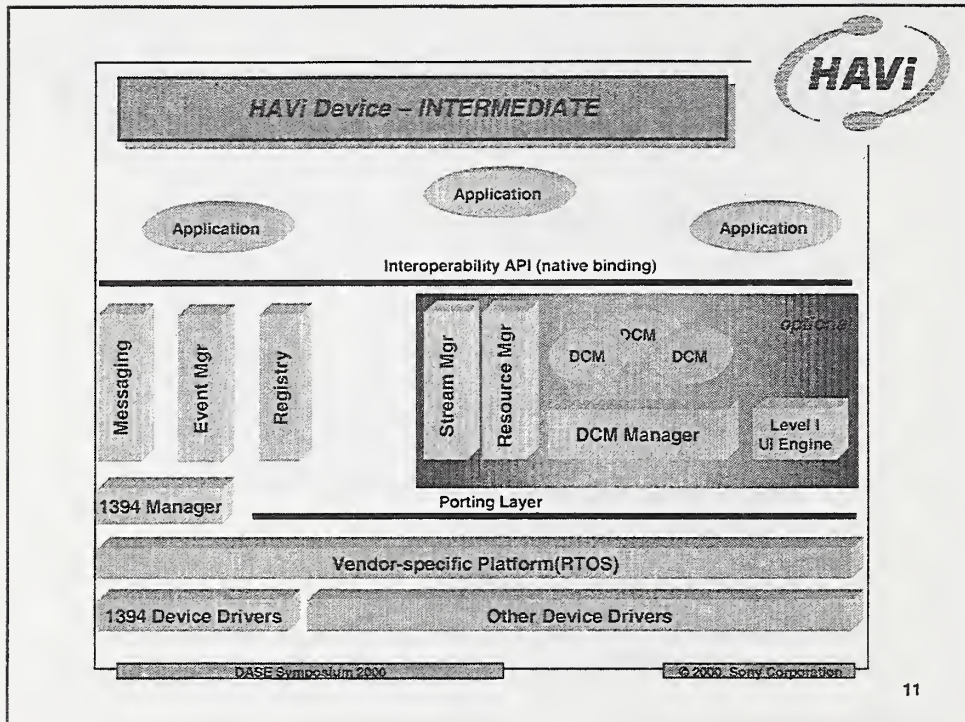 HAVi
HAVi Device – INTERMEDIATE
Application
Application
Application
Interoperability API (native binding)
Messaging
Event Mgr
Registry
Stream Mgr
Resource Mgr
DCM
DCM
DCM
optional
DCM Manager
Level I
UI Engine
1394 Manager
Porting Layer
Vendor-specific Platform(RTOS)
1394 Device Drivers
Other Device Drivers
DASE Symposium 2000
© 2000, Sony Corporation
11